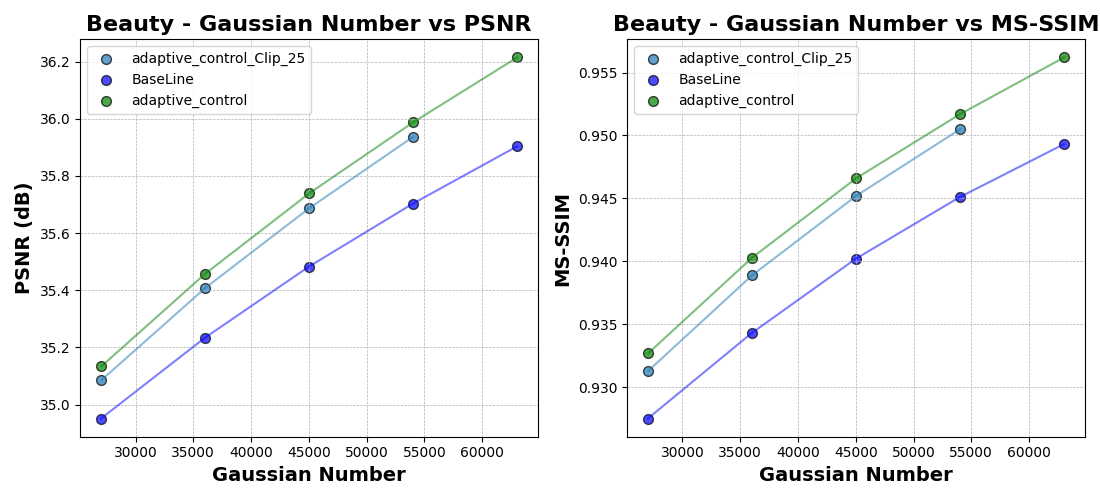 Beauty - Gaussian Number vs PSNR
adaptive_control_Clip_25
BaseLine
adaptive_control
36.2
36.0
35.8
35.6
35.4
35.2
35.0
PSNR (dB)
30000 35000 40000 45000 50000 55000 60000
Gaussian Number
Beauty - Gaussian Number vs MS-SSIM
adaptive_control_Clip_25
BaseLine
adaptive_control
0.955
0.950
0.945
0.940
0.935
0.930
MS-SSIM
30000 35000 40000 45000 50000 55000 60000
Gaussian Number